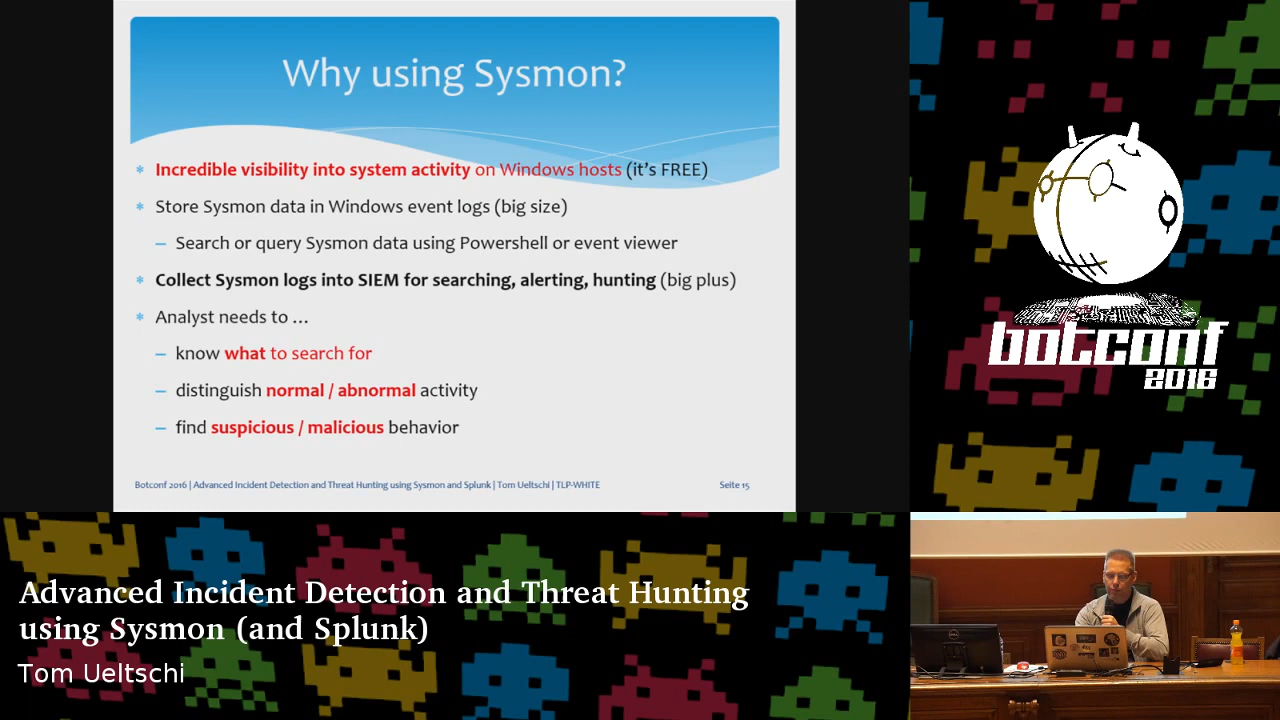 Why using Sysmon?
* Incredible visibility into system activity on Windows hosts (it's FREE)
* Store Sysmon data in Windows event logs (big size)
– Search or query Sysmon data using Powershell or event viewer
* Collect Sysmon logs into SIEM for searching, alerting, hunting (big plus)
* Analyst needs to …
– know what to search for
– distinguish normal / abnormal activity
– find suspicious / malicious behavior
Botconf 2016 | Advanced Incident Detection and Threat Hunting using Sysmon and Splunk | Tom Ueltschi | TLP-WHITE
Seite 15
botconf
2016
Advanced Incident Detection and Threat Hunting
using Sysmon (and Splunk)
Tom Ueltschi